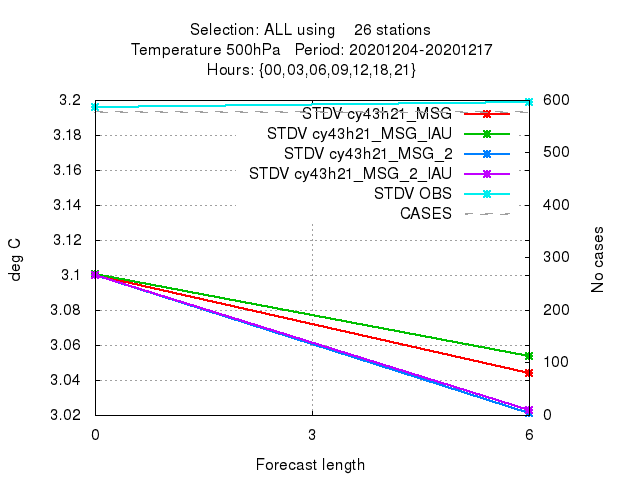 Selection: ALL using 26 stations
Temperature 500hPa Period: 20201204-20201217
Hours: {00,03,06,09,12,18,21}
3.2 600
STDV cy43h21_MSG
3.18
STDV cy43h21_MSG_IAU
500
STDV cy43h21_MSG_2
3.16
STDV cy43h21_MSG_2_IAU
STDV OBS
3.14 400
CASES
3.12
300
deg C
No cases
3.1
3.08 200
3.06
100
3.04
3.02 0
0 3 6
Forecast length